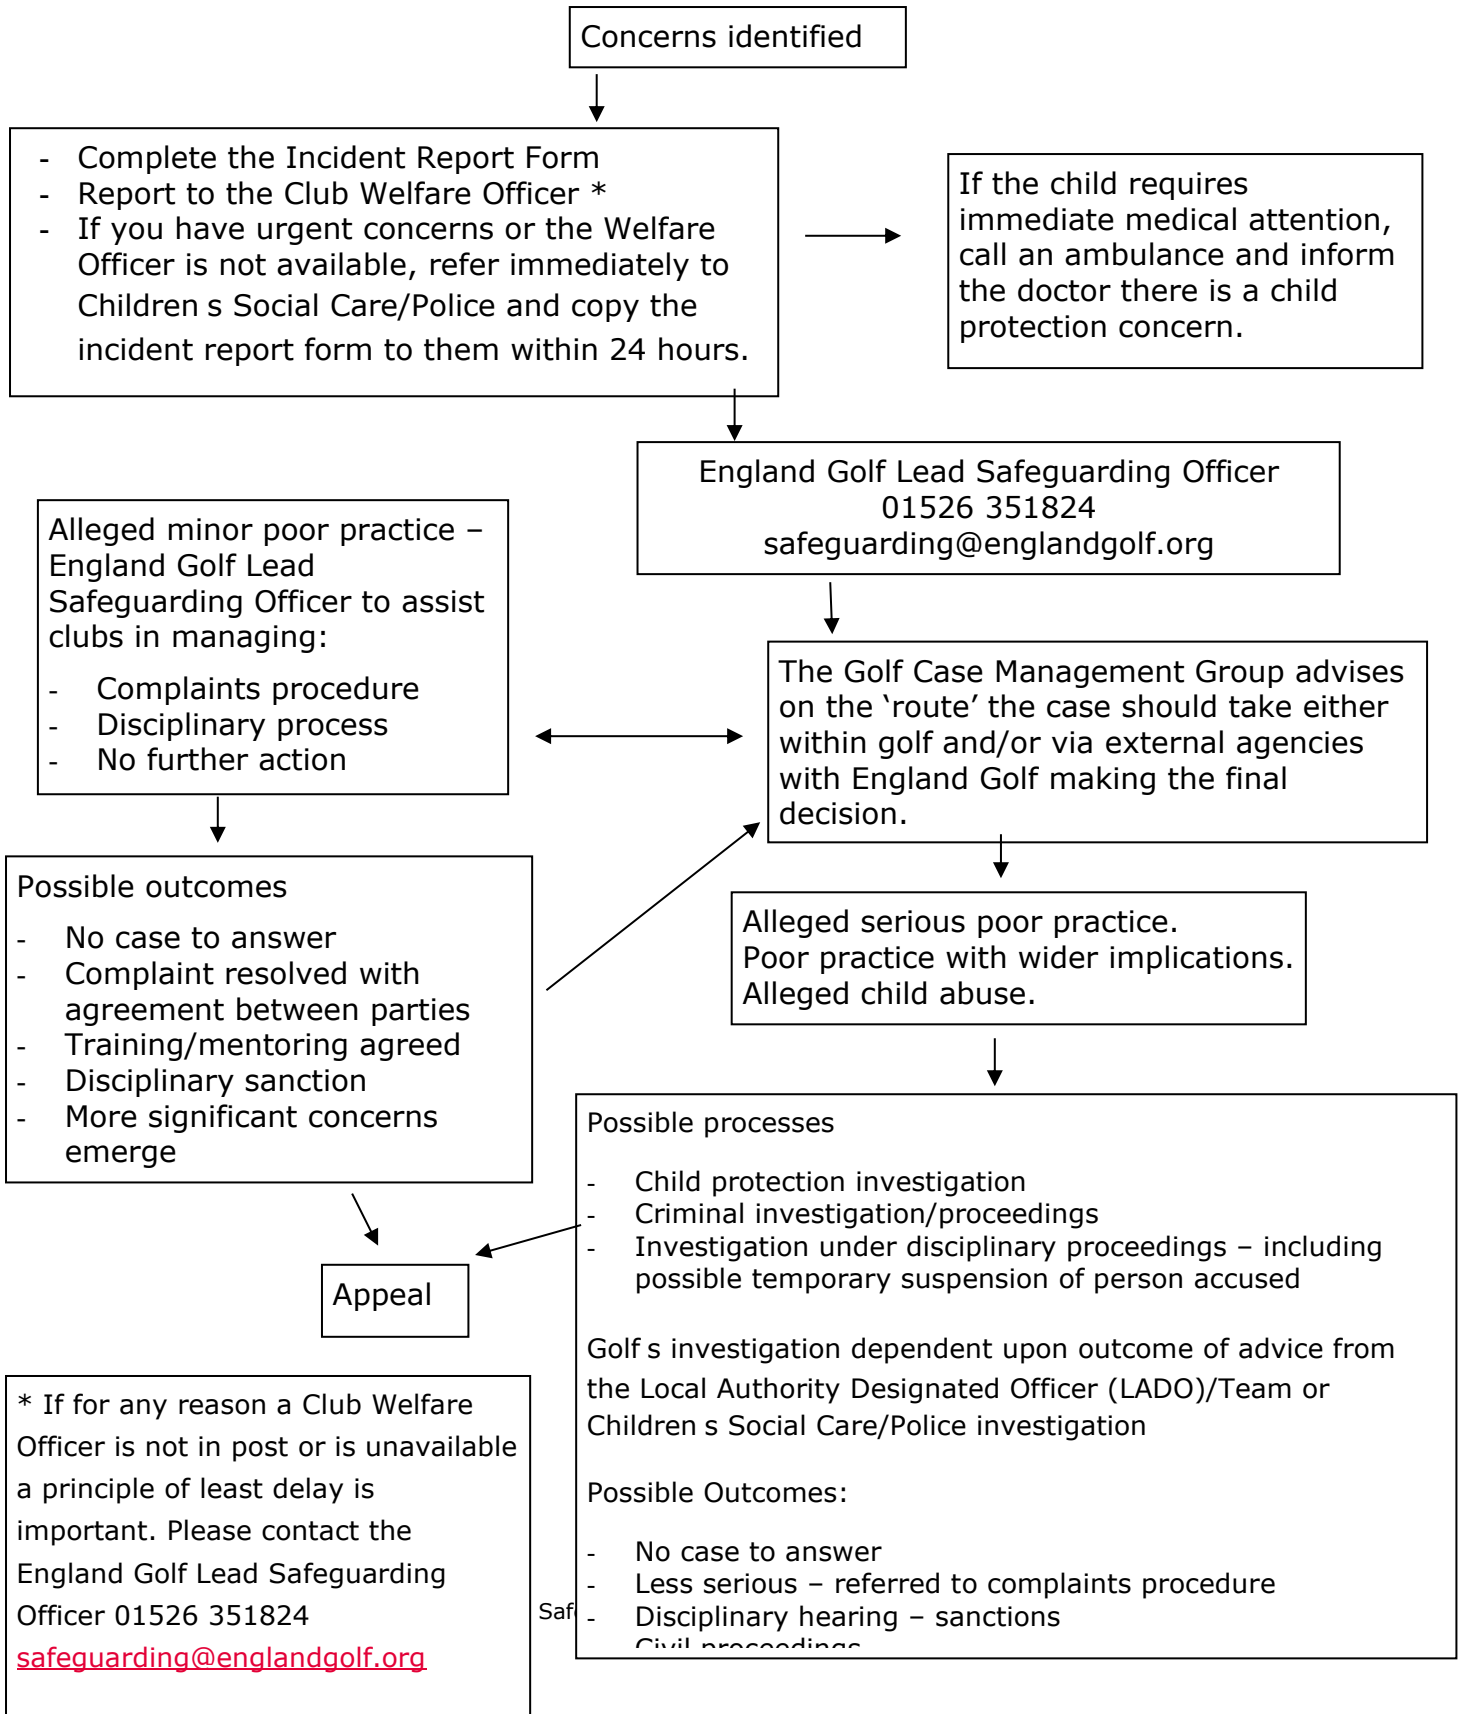 Concerns identified
- Complete the Incident Report Form
- Report to the Club Welfare Officer *
- If you have urgent concerns or the Welfare
Officer is not available, refer immediately to
Children s Social Care/Police and copy the
incident report form to them within 24 hours.
If the child requires
immediate medical attention,
call an ambulance and inform
the doctor there is a child
protection concern.
England Golf Lead Safeguarding Officer
01526 351824
safeguarding@englandgolf.org
Alleged minor poor practice –
England Golf Lead
Safeguarding Officer to assist
clubs in managing:
- Complaints procedure
- Disciplinary process
- No further action
The Golf Case Management Group advises
on the ‘route’ the case should take either
within golf and/or via external agencies
with England Golf making the final
decision.
Possible outcomes
- No case to answer
- Complaint resolved with
agreement between parties
- Training/mentoring agreed
- Disciplinary sanction
- More significant concerns
emerge
Alleged serious poor practice.
Poor practice with wider implications.
Alleged child abuse.
Possible processes
- Child protection investigation
- Criminal investigation/proceedings
- Investigation under disciplinary proceedings – including
possible temporary suspension of person accused
Golf s investigation dependent upon outcome of advice from
the Local Authority Designated Officer (LADO)/Team or
Children s Social Care/Police investigation
Possible Outcomes:
- No case to answer
- Less serious – referred to complaints procedure
- Disciplinary hearing – sanctions
Civil proceedings
Appeal
* If for any reason a Club Welfare
Officer is not in post or is unavailable
a principle of least delay is
important. Please contact the
England Golf Lead Safeguarding
Officer 01526 351824
safeguarding@englandgolf.org